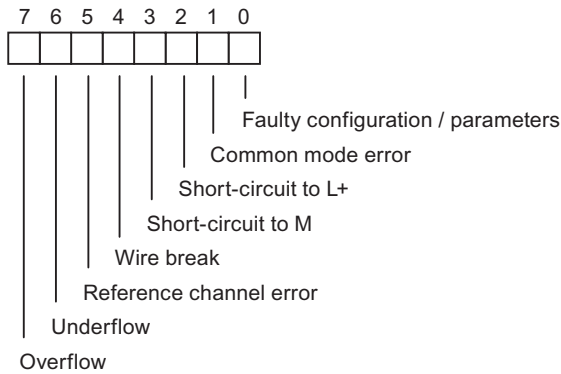 7 6 5 4 3 2 1 0
Faulty configuration / parameters
Common mode error
Short-circuit to L+
Short-circuit to M
Wire break
Reference channel error
Underflow
Overflow